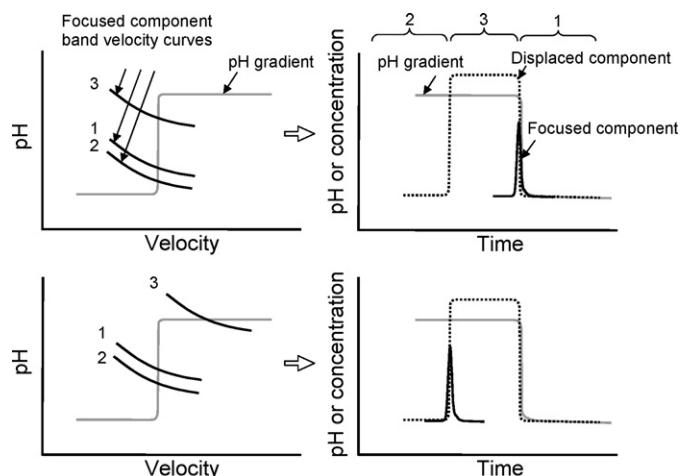 Focused component
band velocity curves
pH gradient
3
1
2
pH
Velocity
2
3
1
pH gradient
Displaced component
Focused component
pH or concentration
Time
3
1
2
pH
Velocity
pH or concentration
Time